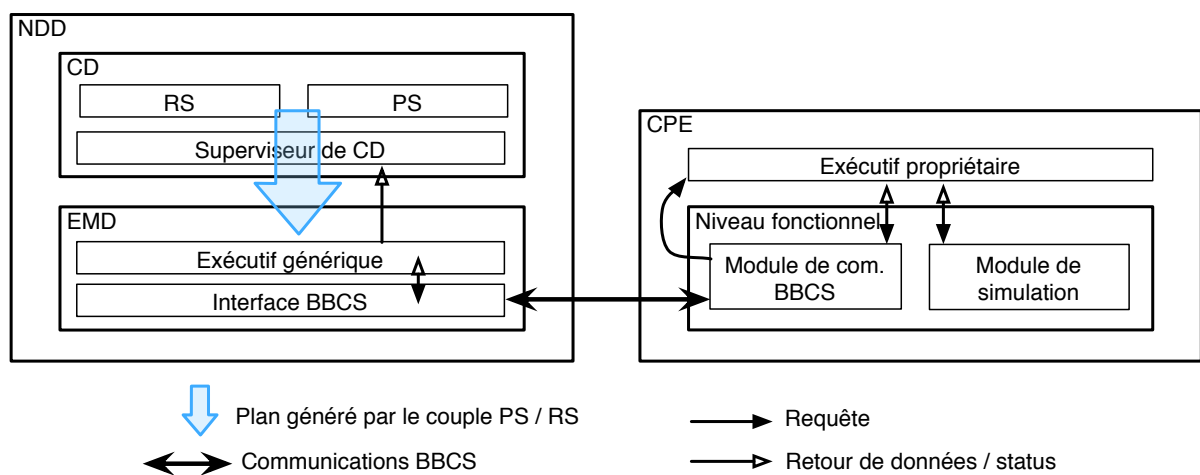 NDD
CD
RS
PS
Superviseur de CD
EMD
Exécutif générique
Interface BBCS
CPE
Exécutif propriétaire
Niveau fonctionnel
Module de com.
BBCS
Module de
simulation
Plan généré par le couple PS / RS
Communications BBCS
Requête
Retour de données / status